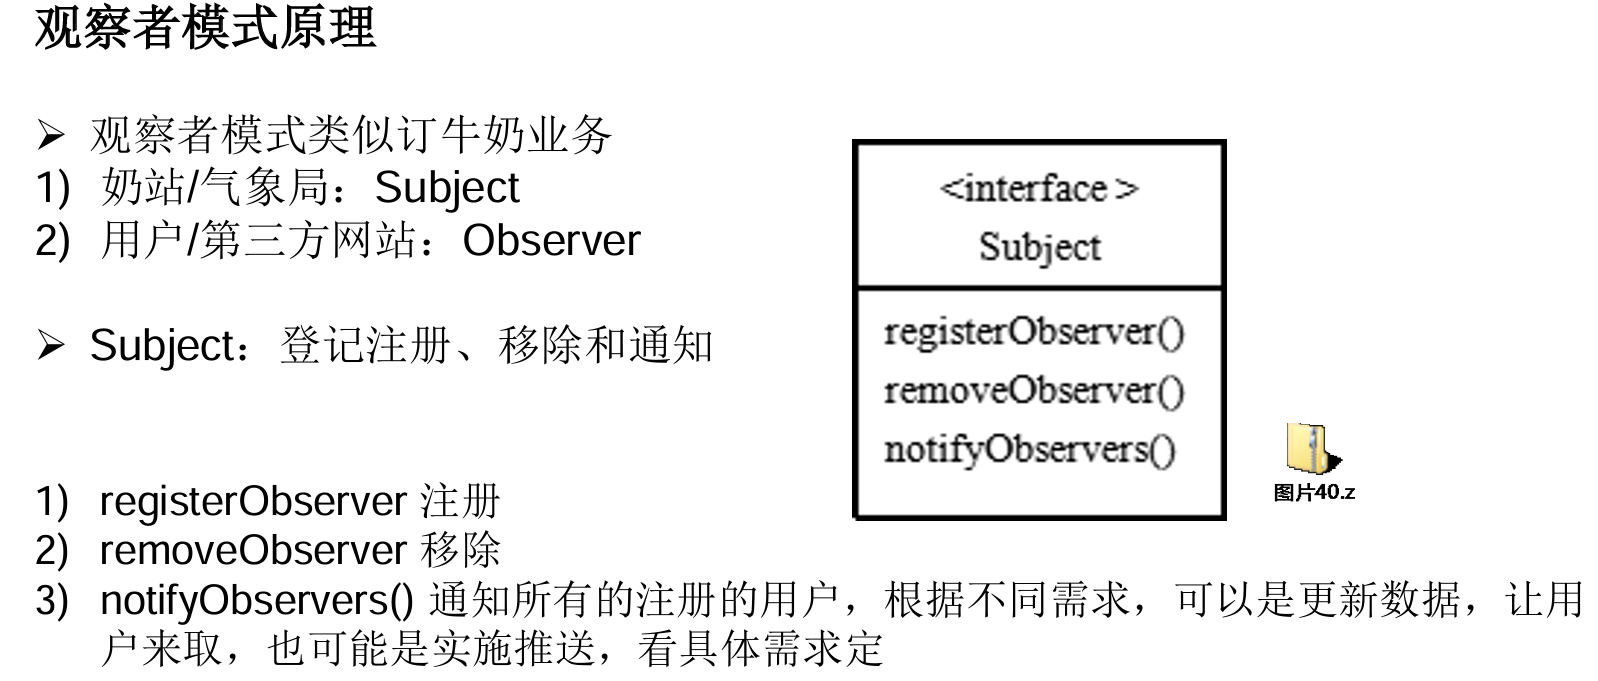 观察者模式原理
➢ 观察者模式类似订牛奶业务
1) 奶站/气象局：Subject
2) 用户/第三方网站：Observer
➢ Subject：登记注册、移除和通知
1) registerObserver 注册
2) removeObserver 移除
3) notifyObservers() 通知所有的注册的用户，根据不同需求，可以是更新数据，让用
户来取，也可能是实施推送，看具体需求定
<interface >
Subject
registerObserver()
removeObserver()
notifyObservers()
图片40.z